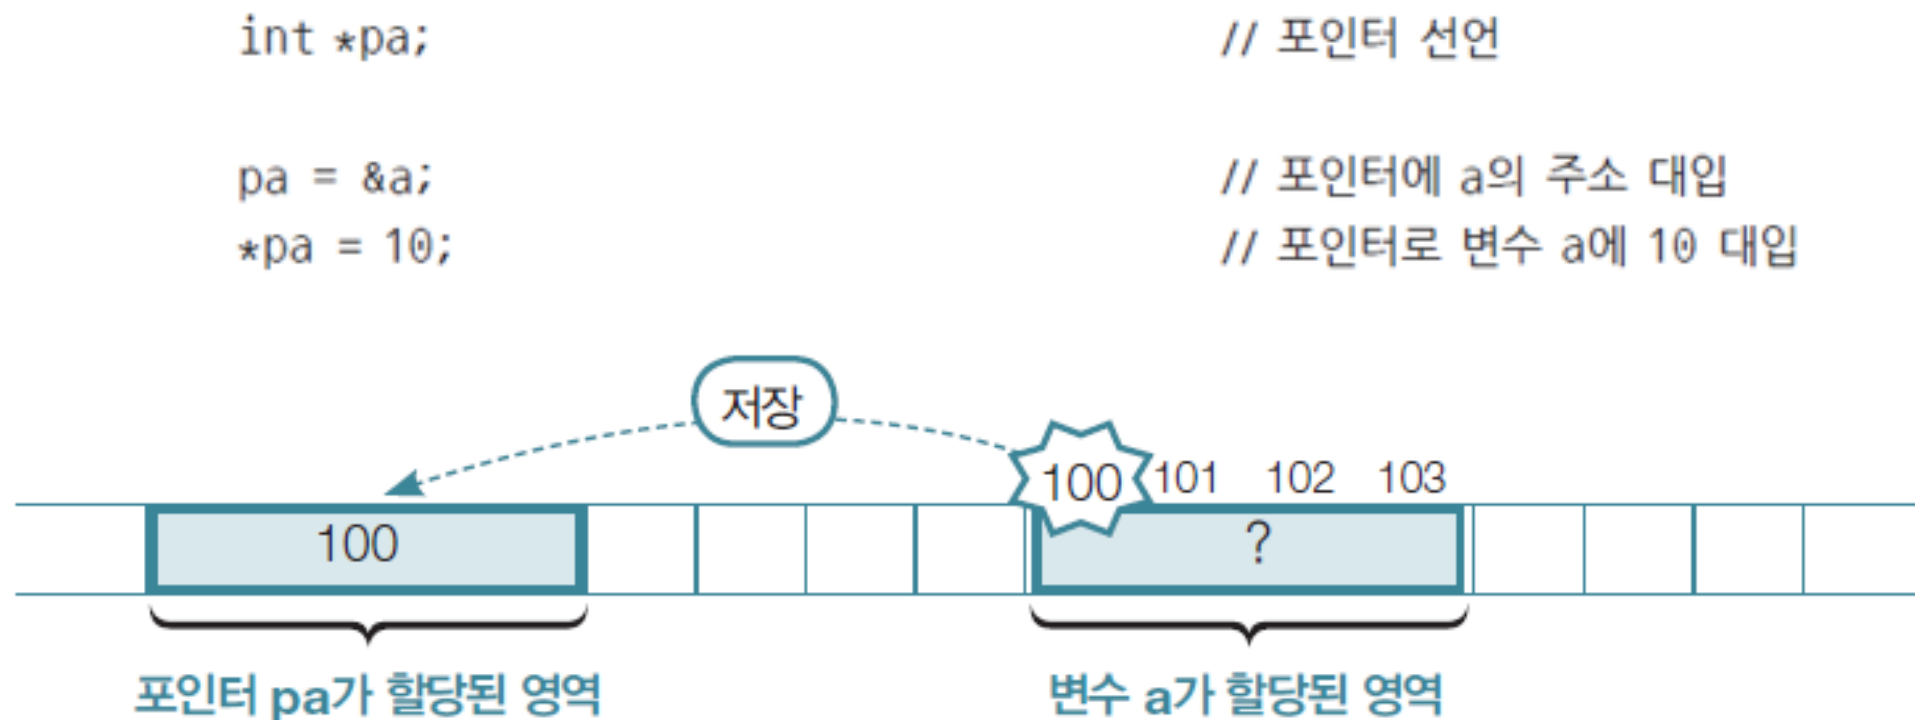 int *pa; // 포인터 선언
pa = &a; // 포인터에 a의 주소 대입
*pa = 10; // 포인터로 변수 a에 10 대입
저장
100 101 102 103
100 ?
포인터 pa가 할당된 영역 변수 a가 할당된 영역